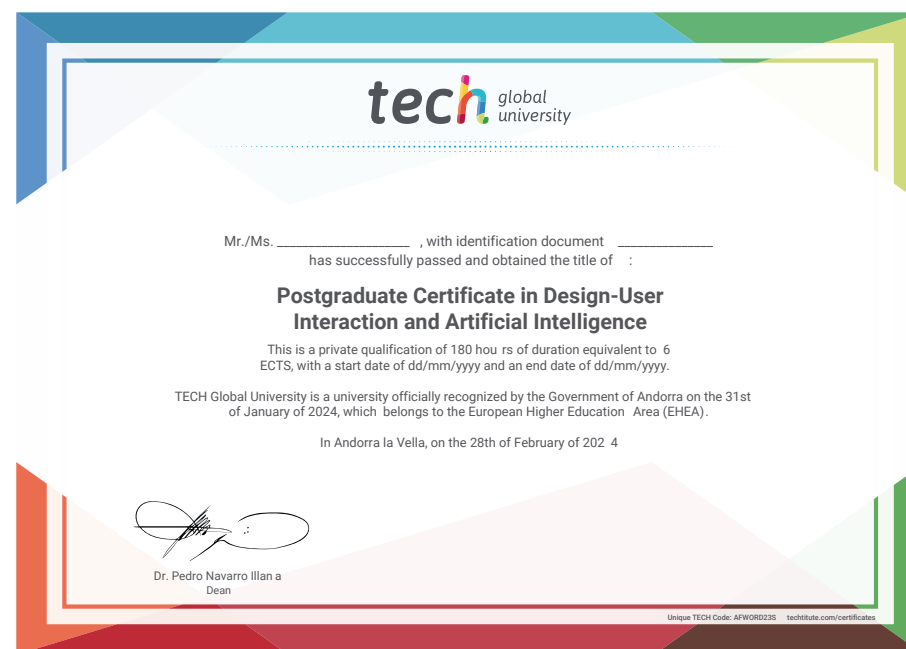 tech global
university
Mr./Ms. _____________________ , with identification document _______________
has successfully passed and obtained the title of :
Postgraduate Certificate in Design-User
Interaction and Artificial Intelligence
This is a private qualification of 180 hou rs of duration equivalent to 6
ECTS, with a start date of dd/mm/yyyy and an end date of dd/mm/yyyy.
TECH Global University is a university officially recognized by the Government of Andorra on the 31st
of January of 2024, which belongs to the European Higher Education Area (EHEA).
In Andorra la Vella, on the 28th of February of 202 4
Dr. Pedro Navarro Illan a
Dean
Unique TECH Code: AFWORD23S techtitute.com/certificates